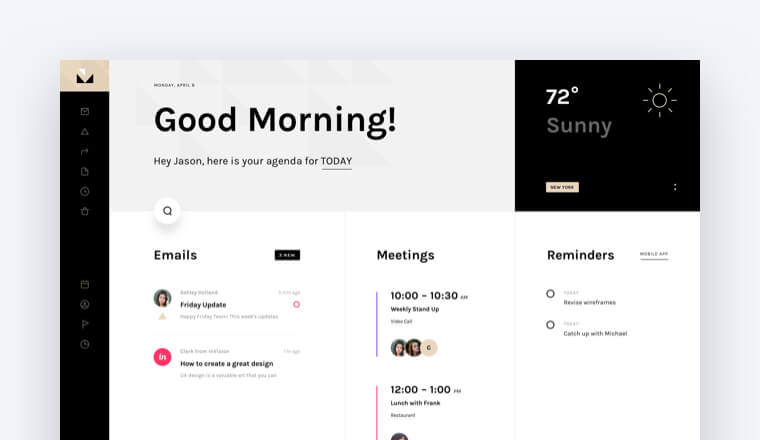 MONDAY, APRIL 8
Good Morning!
Hey Jason, here is your agenda for TODAY
72°
Sunny
NEW YORK
Emails
3 NEW
Ashley Holland
5 min ago
Friday Update
Happy Friday Team! This week's updates
in
Clark from InVision
1 hr ago
How to create a great design
UX design is a valuable art that you can
Meetings
10:00 – 10:30 AM
Weekly Stand Up
Video Call
G
12:00 – 1:00 PM
Lunch with Frank
Restaurant
Reminders
MOBILE APP
TODAY
Revise wireframes
TODAY
Catch up with Michael